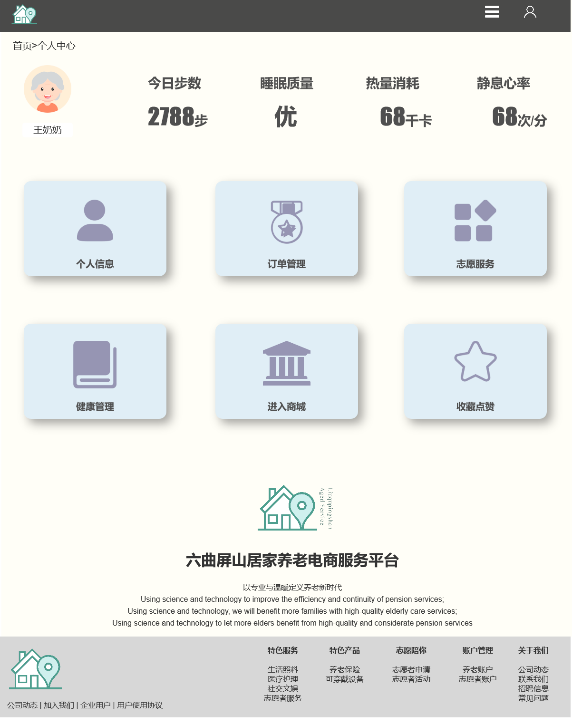 首页>个人中心
今日步数 睡眠质量 热量消耗 静息心率
2788步 优 68千卡 68次/分
王奶奶
个人信息 订单管理 志愿服务
健康管理 进入商城 收藏点赞
六曲屏山居家养老电商服务平台
以专业与温暖定义养老新时代
Using science and technology to improve the efficiency and continuity of pension services;
Using science and technology, we will benefit more families with high quality elderly care services;
Using science and technology to let more elders benefit from high quality and considerate pension services
特色服务 特色产品 志愿陪你 账户管理 关于我们
生活照料 养老保险 志愿者申请 养老账户 公司动态
医疗护理 可穿戴设备 志愿者活动 志愿者账户 联系我们
社交文娱 招聘信息
志愿者服务 常见问题
公司动态 | 加入我们 | 企业用户 | 用户使用协议